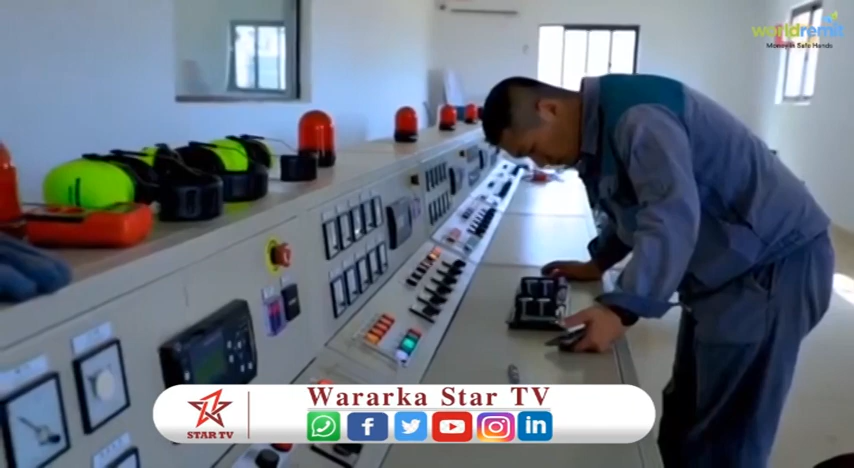 worldremit
Money in Safe Hands
Wararka Star TV
STAR TV